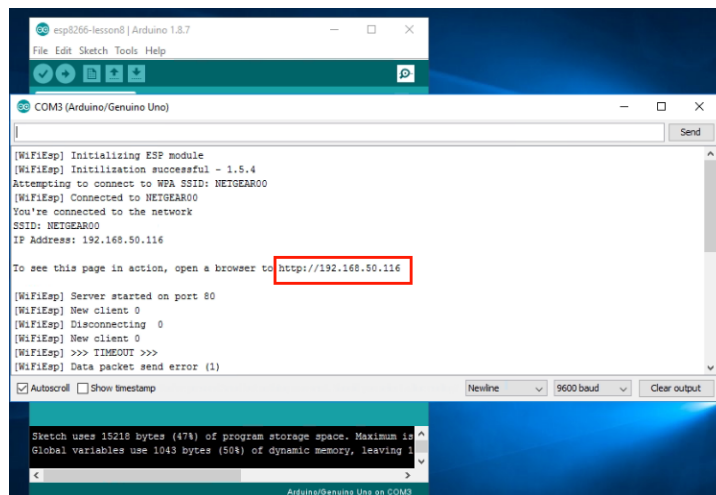 esp8266-lesson8 | Arduino 1.8.7
File Edit Sketch Tools Help
COM3 (Arduino/Genuino Uno)
Send
[WiFiEsp] Initializing ESP module
[WiFiEsp] Initilization successful - 1.5.4
Attempting to connect to WPA SSID: NETGEAR00
[WiFiEsp] Connected to NETGEAR00
You're connected to the network
SSID: NETGEAR00
IP Address: 192.168.50.116
To see this page in action, open a browser to http://192.168.50.116
[WiFiEsp] Server started on port 80
[WiFiEsp] New client 0
[WiFiEsp] Disconnecting  0
[WiFiEsp] New client 0
[WiFiEsp] >>> TIMEOUT >>>
[WiFiEsp] Data packet send error (1)
Autoscroll Show timestamp Newline 9600 baud Clear output
Sketch uses 15218 bytes (47%) of program storage space. Maximum is
Global variables use 1043 bytes (50%) of dynamic memory, leaving 1
Arduino/Genuino Uno on COM3